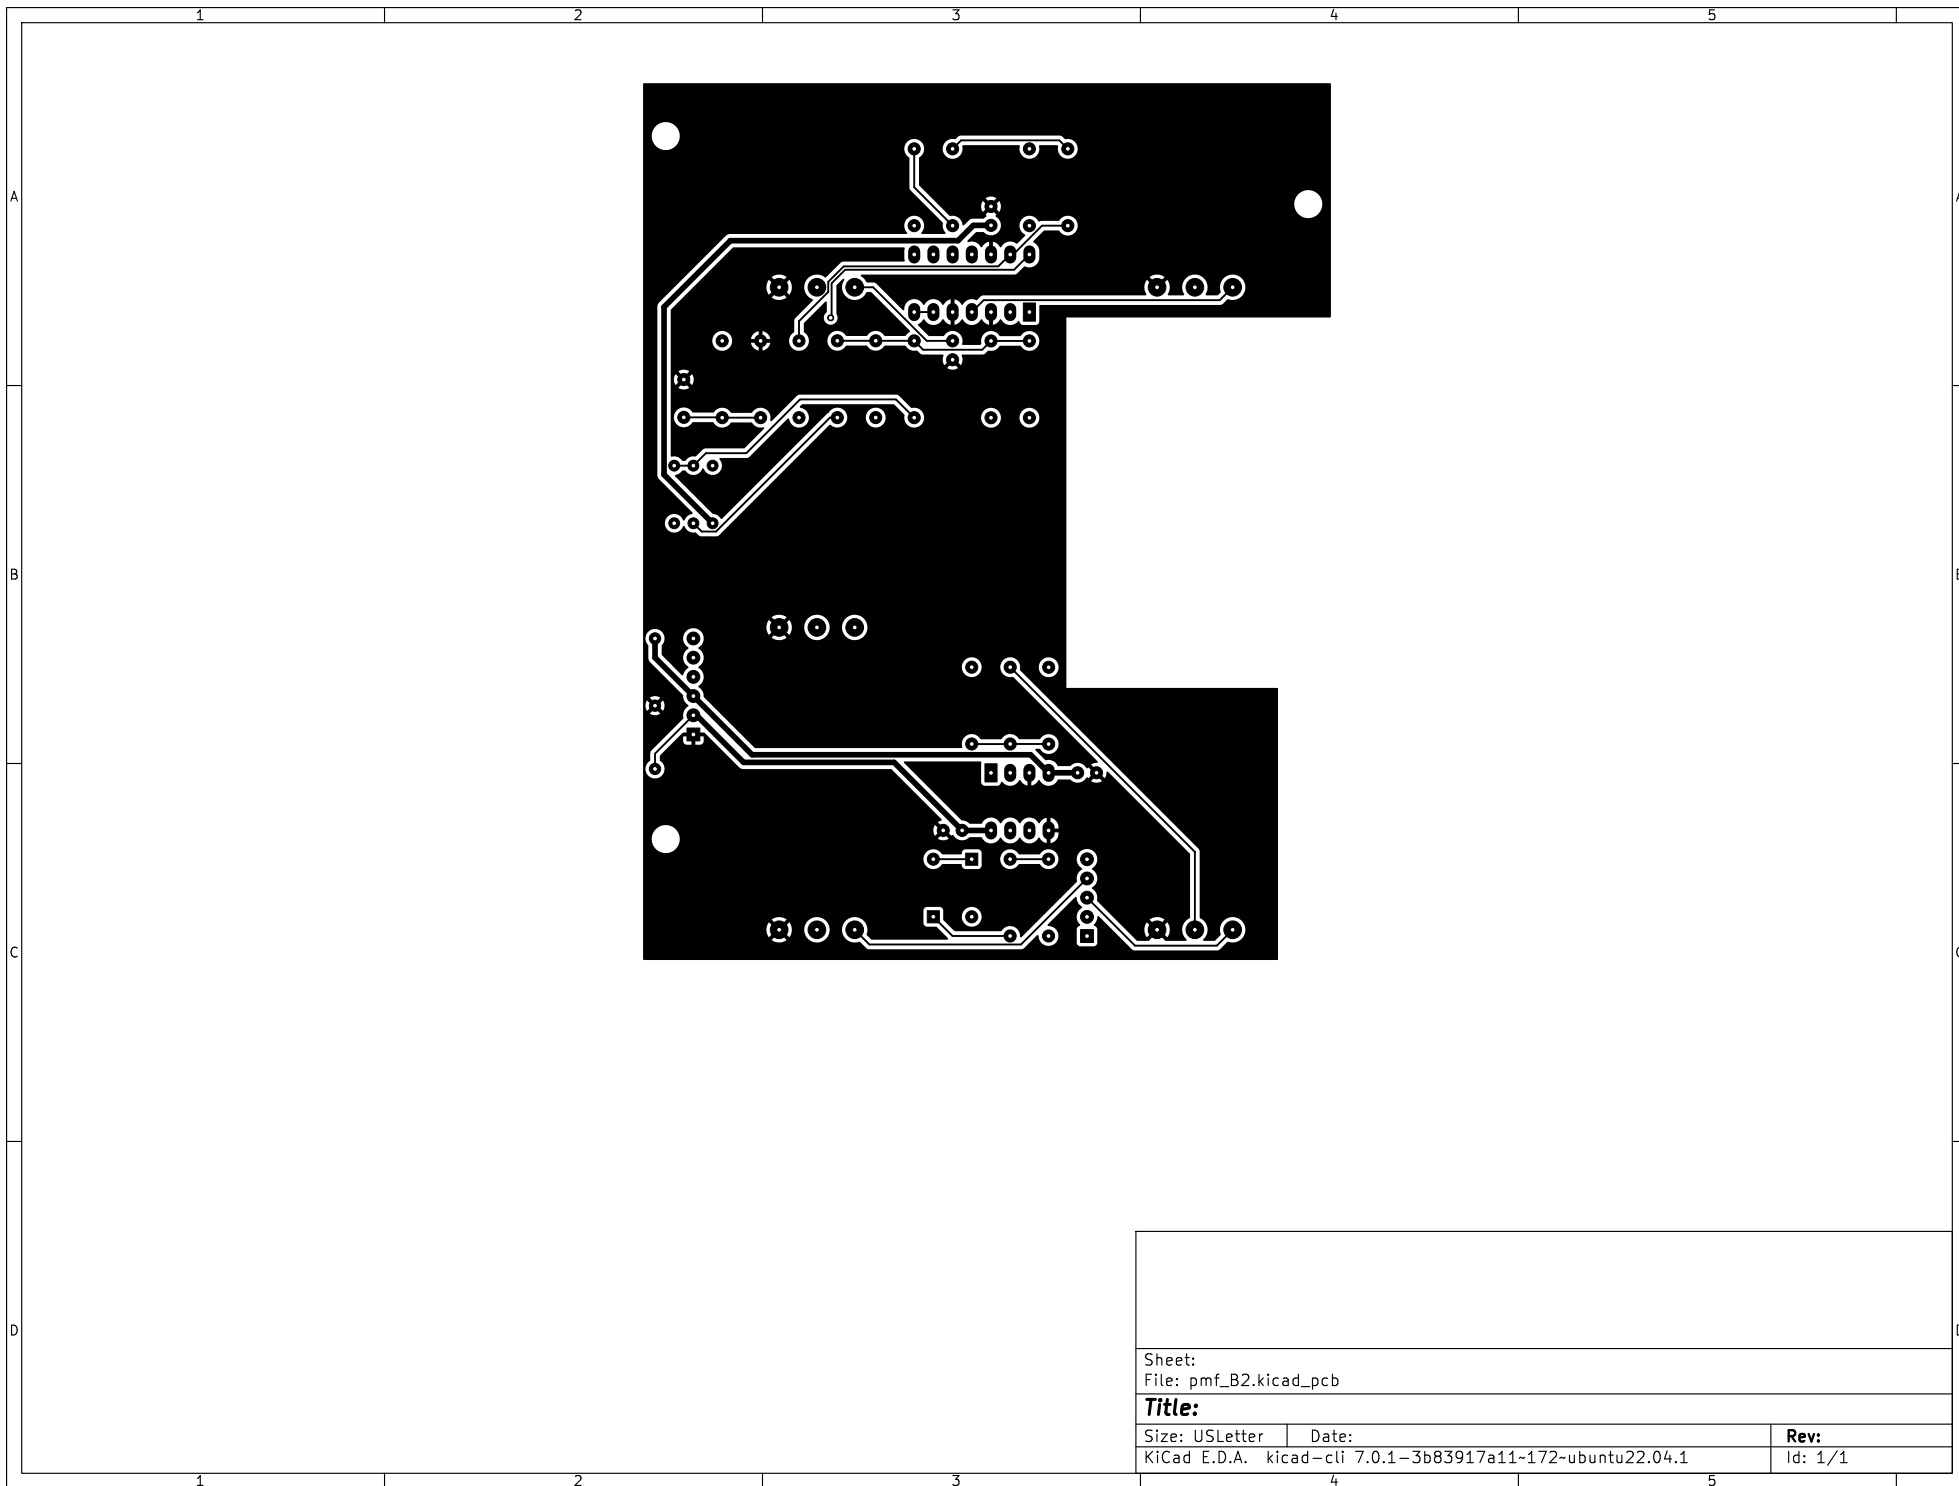 1 2 3 4 5
A
B
C
D
Sheet:
File: pmf_B2.kicad_pcb
Title:
Size: USLetter Date: Rev:
KiCad E.D.A. kicad-cli 7.0.1-3b83917a11~172~ubuntu22.04.1 Id: 1/1
1 2 3 4 5